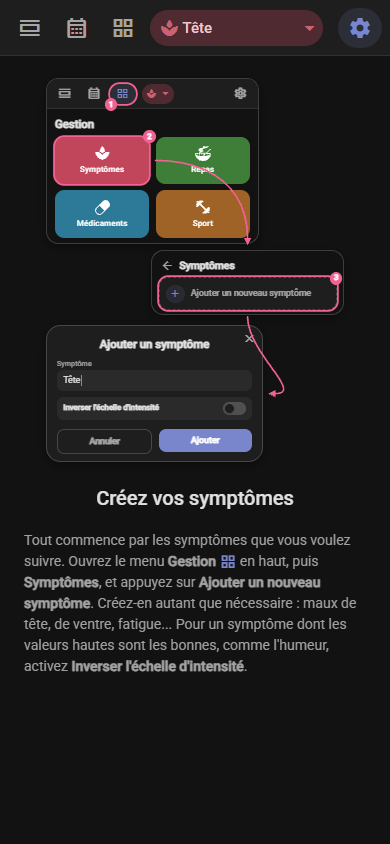 Tête
1
Gestion
2
Symptômes
Repas
Médicaments
Sport
Symptômes
3
Ajouter un nouveau symptôme
Ajouter un symptôme
Symptôme
Tête
Inverser l'échelle d'intensité
Annuler
Ajouter
Créez vos symptômes
Tout commence par les symptômes que vous voulez
suivre. Ouvrez le menu Gestion en haut, puis
Symptômes, et appuyez sur Ajouter un nouveau
symptôme. Créez-en autant que nécessaire : maux de
tête, de ventre, fatigue... Pour un symptôme dont les
valeurs hautes sont les bonnes, comme l'humeur,
activez Inverser l'échelle d'intensité.